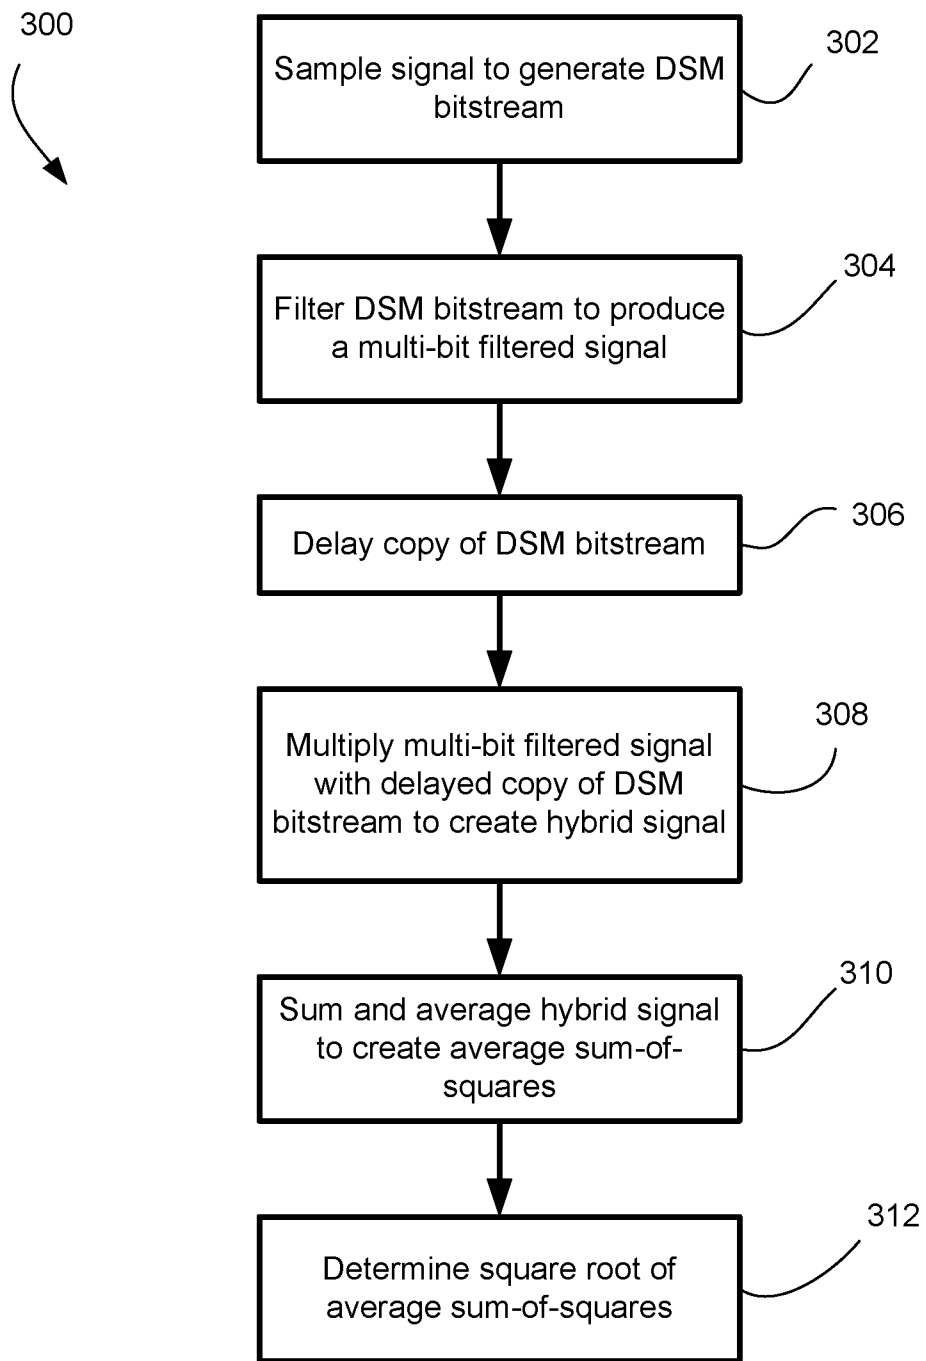 300
302
Sample signal to generate DSM
bitstream
304
Filter DSM bitstream to produce
a multi-bit filtered signal
306
Delay copy of DSM bitstream
308
Multiply multi-bit filtered signal
with delayed copy of DSM
bitstream to create hybrid signal
310
Sum and average hybrid signal
to create average sum-of-
squares
312
Determine square root of
average sum-of-squares